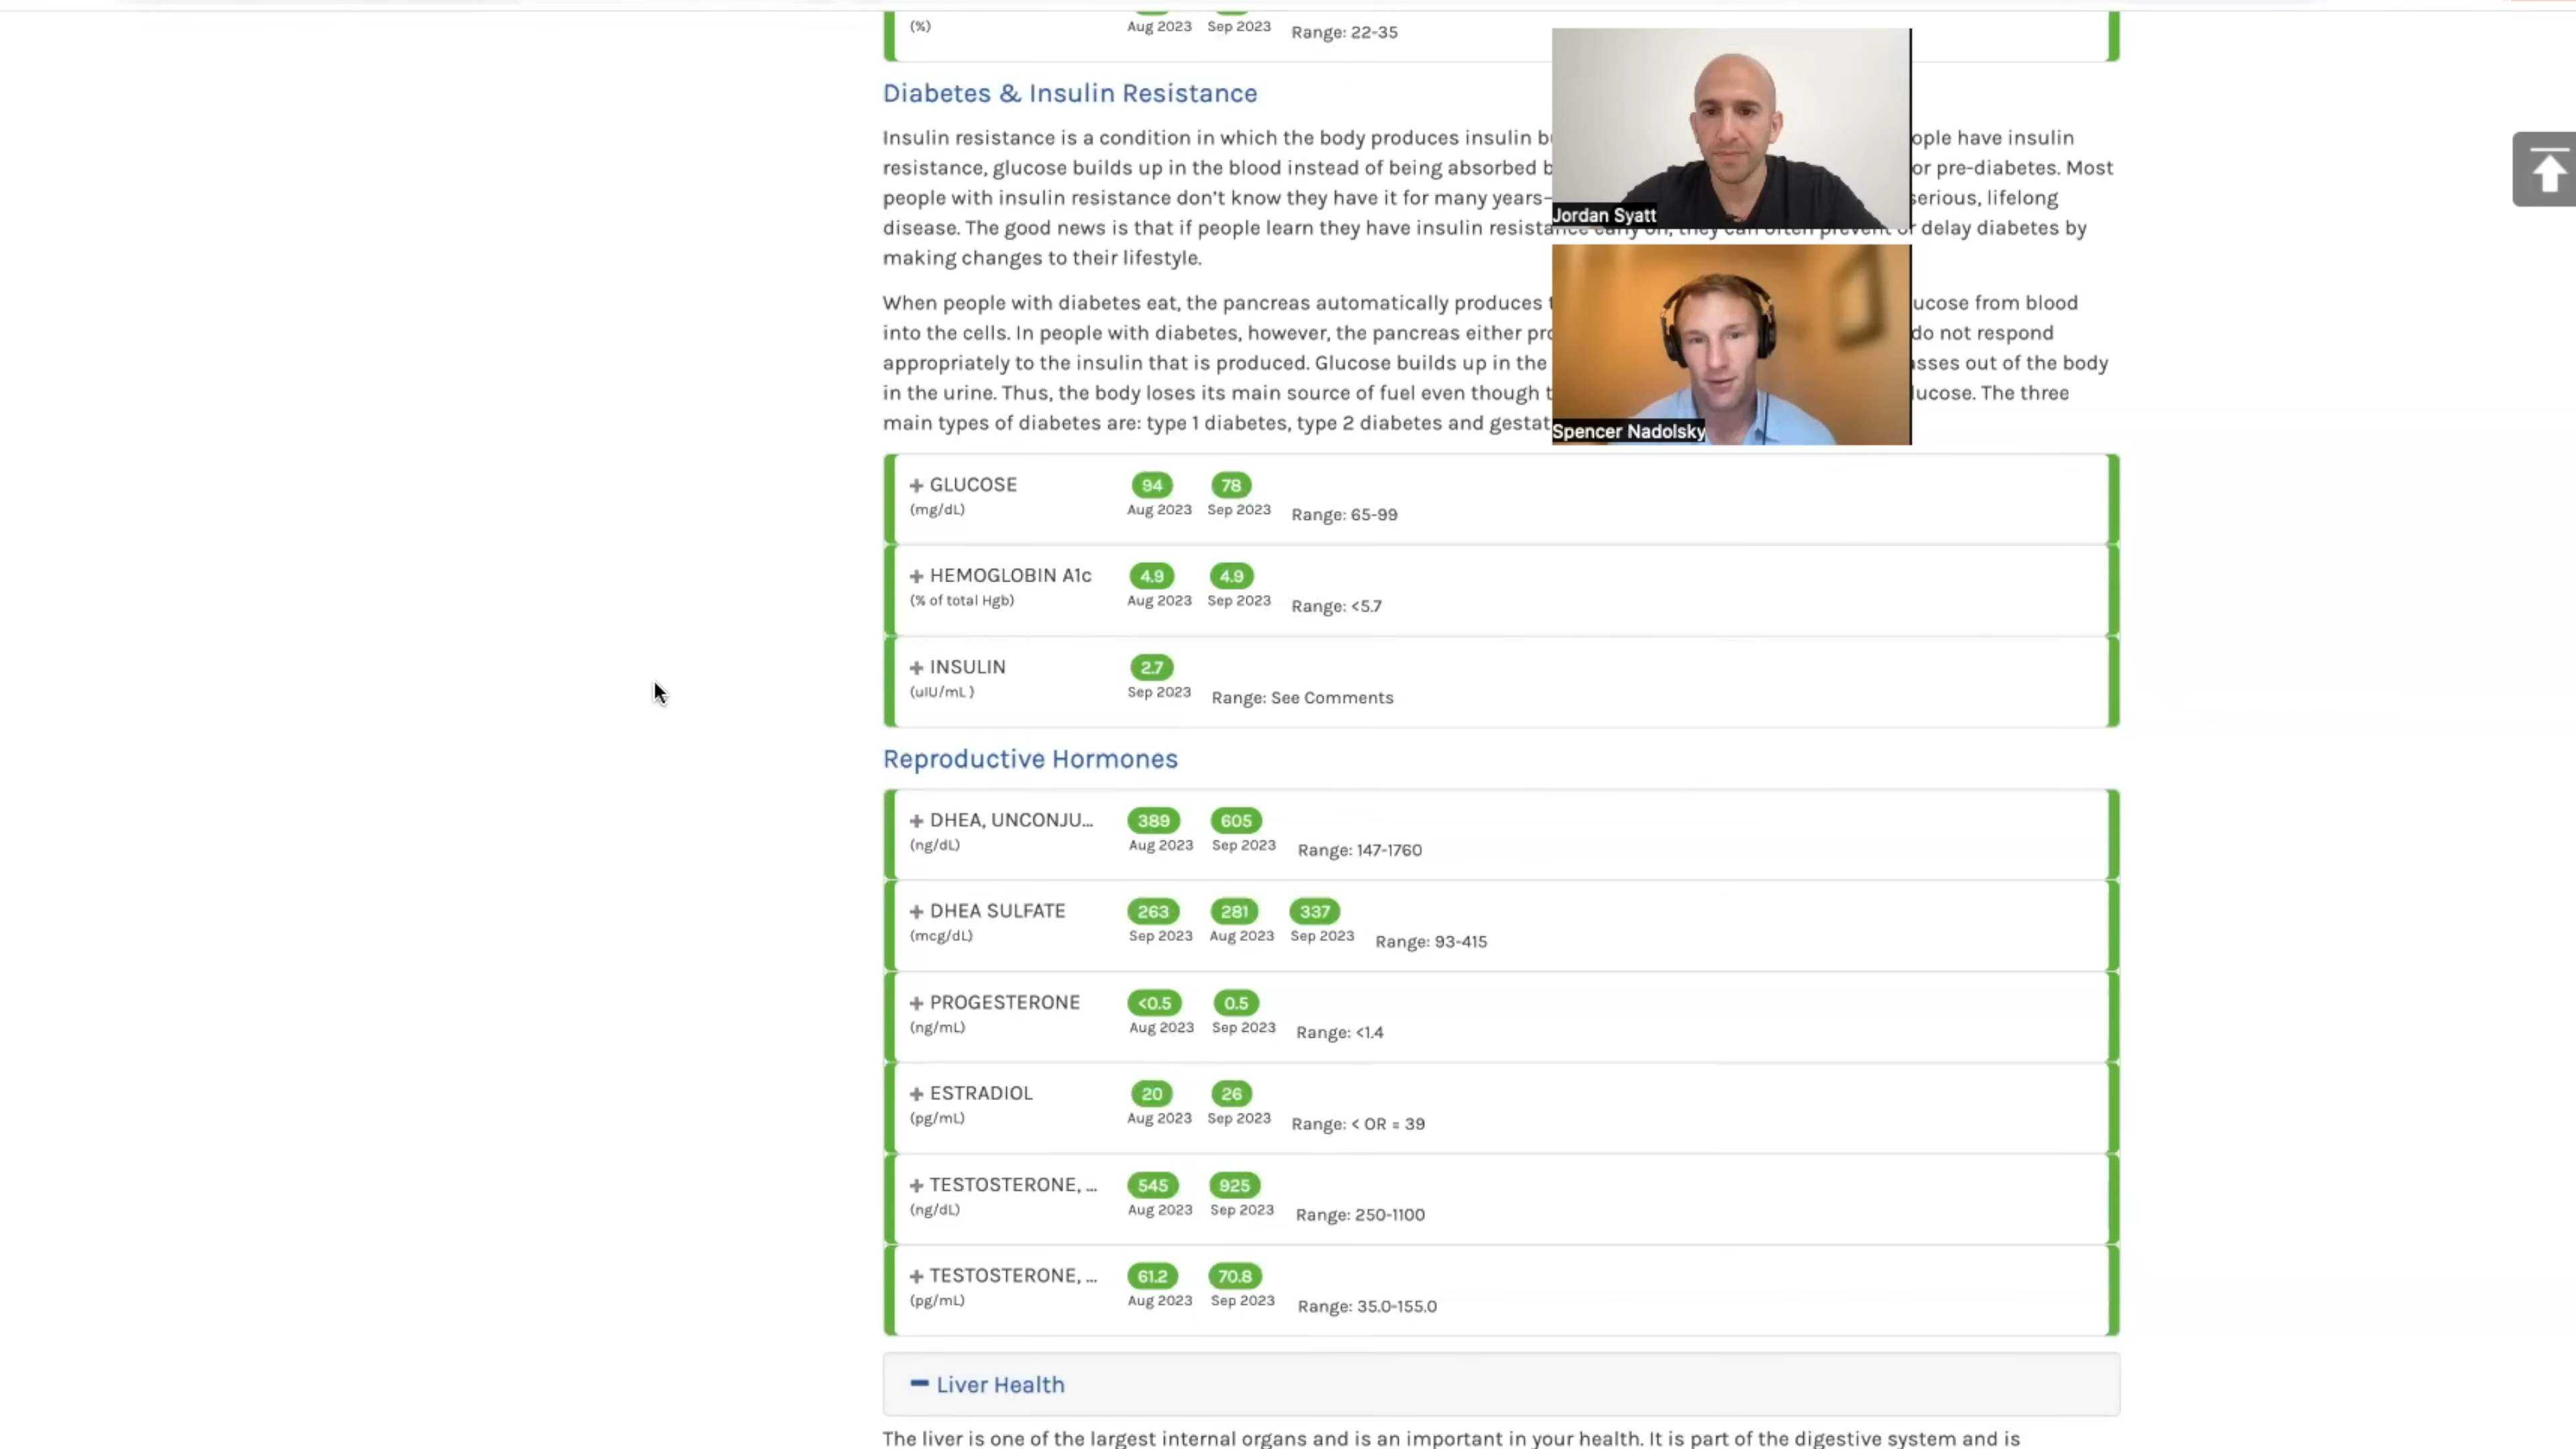 (%)
Aug 2023 Sep 2023 Range: 22-35
Diabetes & Insulin Resistance
Insulin resistance is a condition in which the body produces insulin ople have insulin
resistance, glucose builds up in the blood instead of being absorbed or pre-diabetes. Most
people with insulin resistance don't know they have it for many years– serious, lifelong
disease. The good news is that if people learn they have insulin resistance early on, they can often prevent or delay diabetes by
making changes to their lifestyle.
When people with diabetes eat, the pancreas automatically produces ucose from blood
into the cells. In people with diabetes, however, the pancreas either do not respond
appropriately to the insulin that is produced. Glucose builds up in the asses out of the body
in the urine. Thus, the body loses its main source of fuel even though lucose. The three
main types of diabetes are: type 1 diabetes, type 2 diabetes and gestat
Jordan Syatt
Spencer Nadolsky
+ GLUCOSE 94 78
(mg/dL) Aug 2023 Sep 2023 Range: 65-99
+ HEMOGLOBIN A1c 4.9 4.9
(% of total Hgb) Aug 2023 Sep 2023 Range: <5.7
+ INSULIN 2.7
(uIU/mL ) Sep 2023 Range: See Comments
Reproductive Hormones
+ DHEA, UNCONJU... 389 605
(ng/dL) Aug 2023 Sep 2023 Range: 147-1760
+ DHEA SULFATE 263 281 337
(mcg/dL) Sep 2023 Aug 2023 Sep 2023 Range: 93-415
+ PROGESTERONE <0.5 0.5
(ng/mL) Aug 2023 Sep 2023 Range: <1.4
+ ESTRADIOL 20 26
(pg/mL) Aug 2023 Sep 2023 Range: < OR = 39
+ TESTOSTERONE, ... 545 925
(ng/dL) Aug 2023 Sep 2023 Range: 250-1100
+ TESTOSTERONE, ... 61.2 70.8
(pg/mL) Aug 2023 Sep 2023 Range: 35.0-155.0
Liver Health
The liver is one of the largest internal organs and is an important in your health. It is part of the digestive system and is